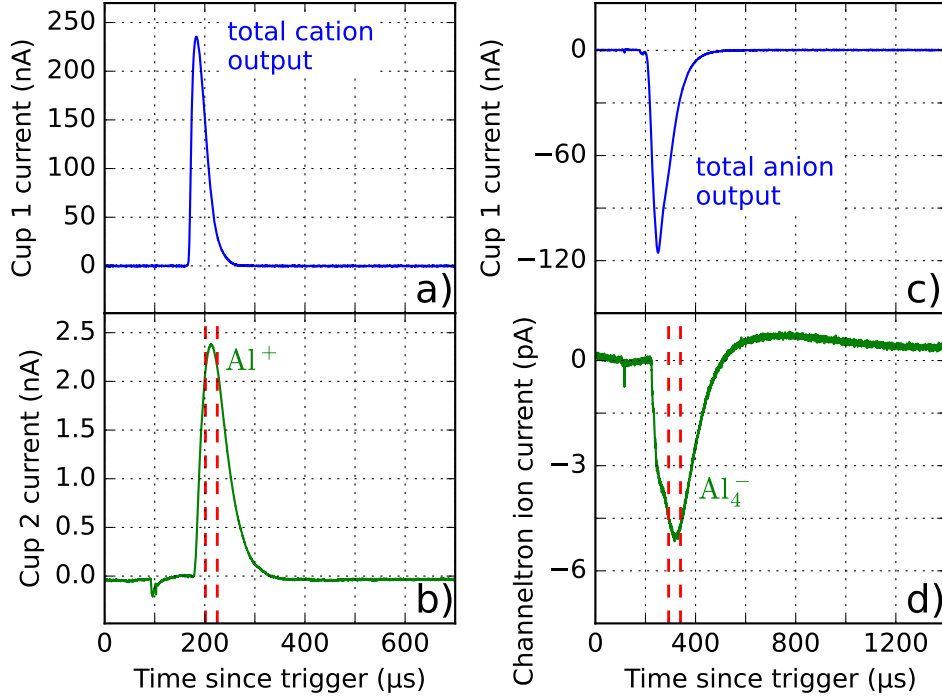 Cup 1 current (nA)
250
200
150
100
50
0
total cation
output
a)
Cup 1 current (nA)
0
−60
−120
total anion
output
c)
Cup 2 current (nA)
2.5
2.0
1.5
1.0
0.5
0.0
Al⁺
b)
0 200 400 600
Time since trigger (μs)
Channeltron ion current (pA)
0
−3
−6
Al₄⁻
d)
0 400 800 1200
Time since trigger (μs)